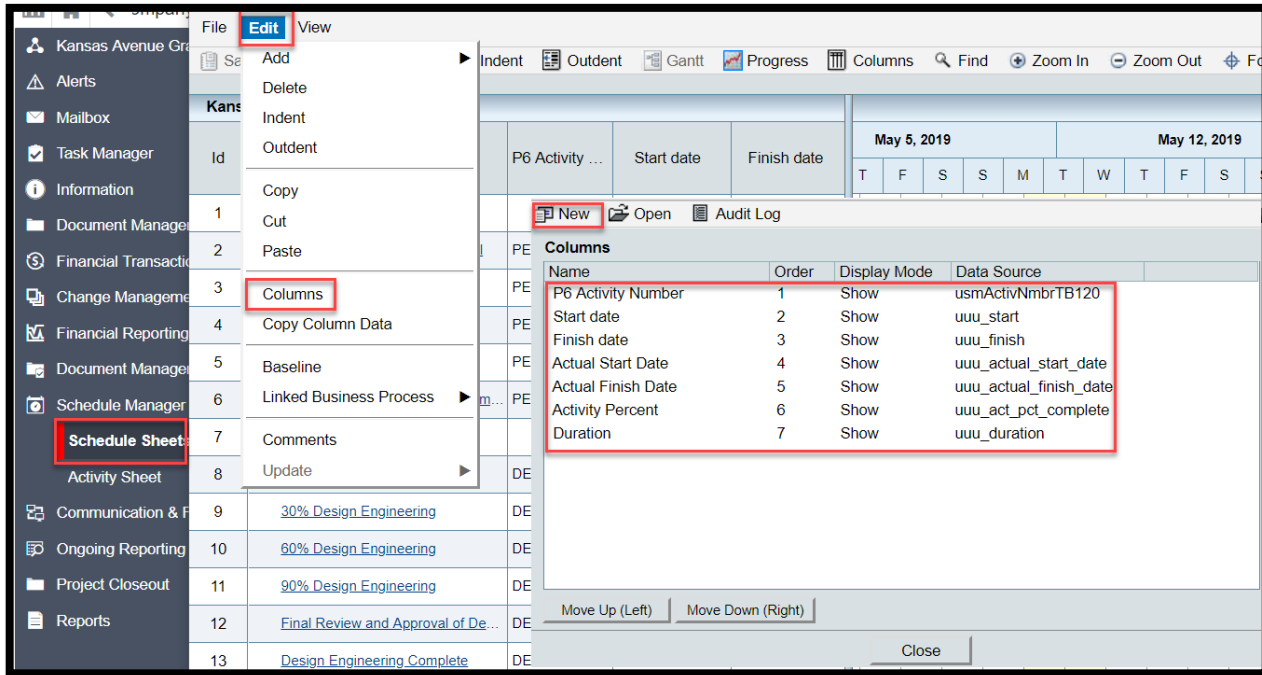 File Edit View
Kansas Avenue Gra
Alerts
Mailbox
Task Manager
Information
Document Manager
Financial Transactio
Change Manageme
Financial Reporting
Document Manager
Schedule Manager
Schedule Sheets
Activity Sheet
Communication & F
Ongoing Reporting
Project Closeout
Reports
Sa
Indent Outdent Gantt Progress Columns Find Zoom In Zoom Out Fo
Add
Delete
Indent
Outdent
Copy
Cut
Paste
Columns
Copy Column Data
Baseline
Linked Business Process
Comments
Update
Kans
Id P6 Activity ... Start date Finish date
May 5, 2019 May 12, 2019
T F S S M T W T F S
1
2 PE
3 PE
4 PE
5 PE
6 m... PE
7
8 DE
9 30% Design Engineering DE
10 60% Design Engineering DE
11 90% Design Engineering DE
12 Final Review and Approval of De... DE
13 Design Engineering Complete DE
New Open Audit Log
Columns
Name Order Display Mode Data Source
P6 Activity Number 1 Show usmActivNmbrTB120
Start date 2 Show uuu_start
Finish date 3 Show uuu_finish
Actual Start Date 4 Show uuu_actual_start_date
Actual Finish Date 5 Show uuu_actual_finish_date
Activity Percent 6 Show uuu_act_pct_complete
Duration 7 Show uuu_duration
Move Up (Left) Move Down (Right)
Close